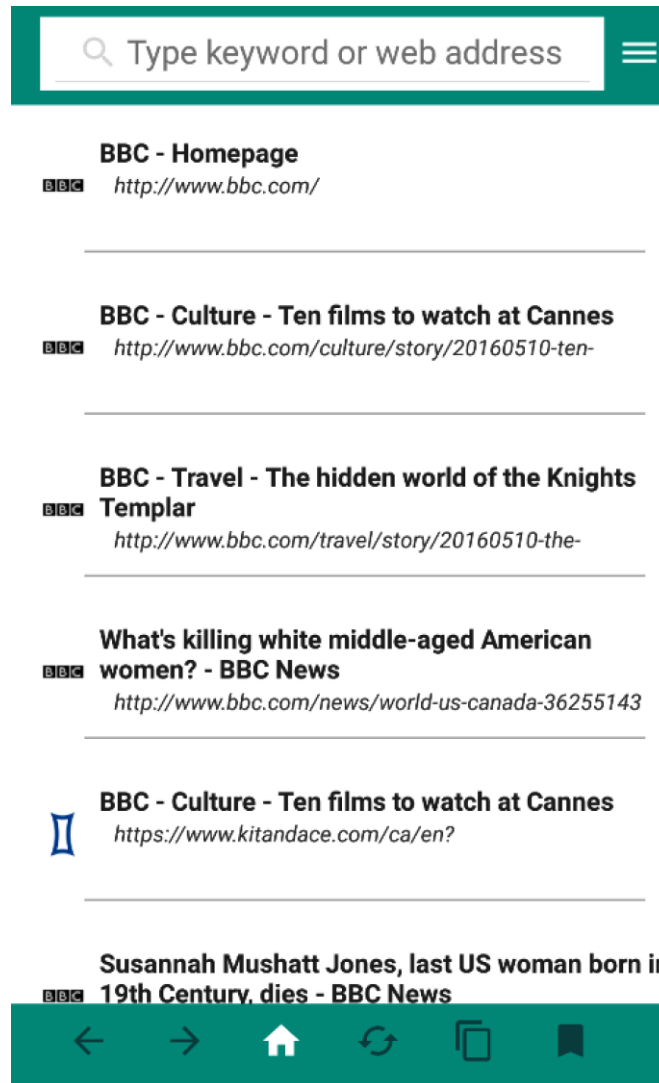 Type keyword or web address
BBC - Homepage
BBC http://www.bbc.com/
BBC - Culture - Ten films to watch at Cannes
BBC http://www.bbc.com/culture/story/20160510-ten-
BBC - Travel - The hidden world of the Knights
BBC Templar
http://www.bbc.com/travel/story/20160510-the-
What's killing white middle-aged American
BBC women? - BBC News
http://www.bbc.com/news/world-us-canada-36255143
BBC - Culture - Ten films to watch at Cannes
https://www.kitandace.com/ca/en?
Susannah Mushatt Jones, last US woman born in
BBC 19th Century, dies - BBC News